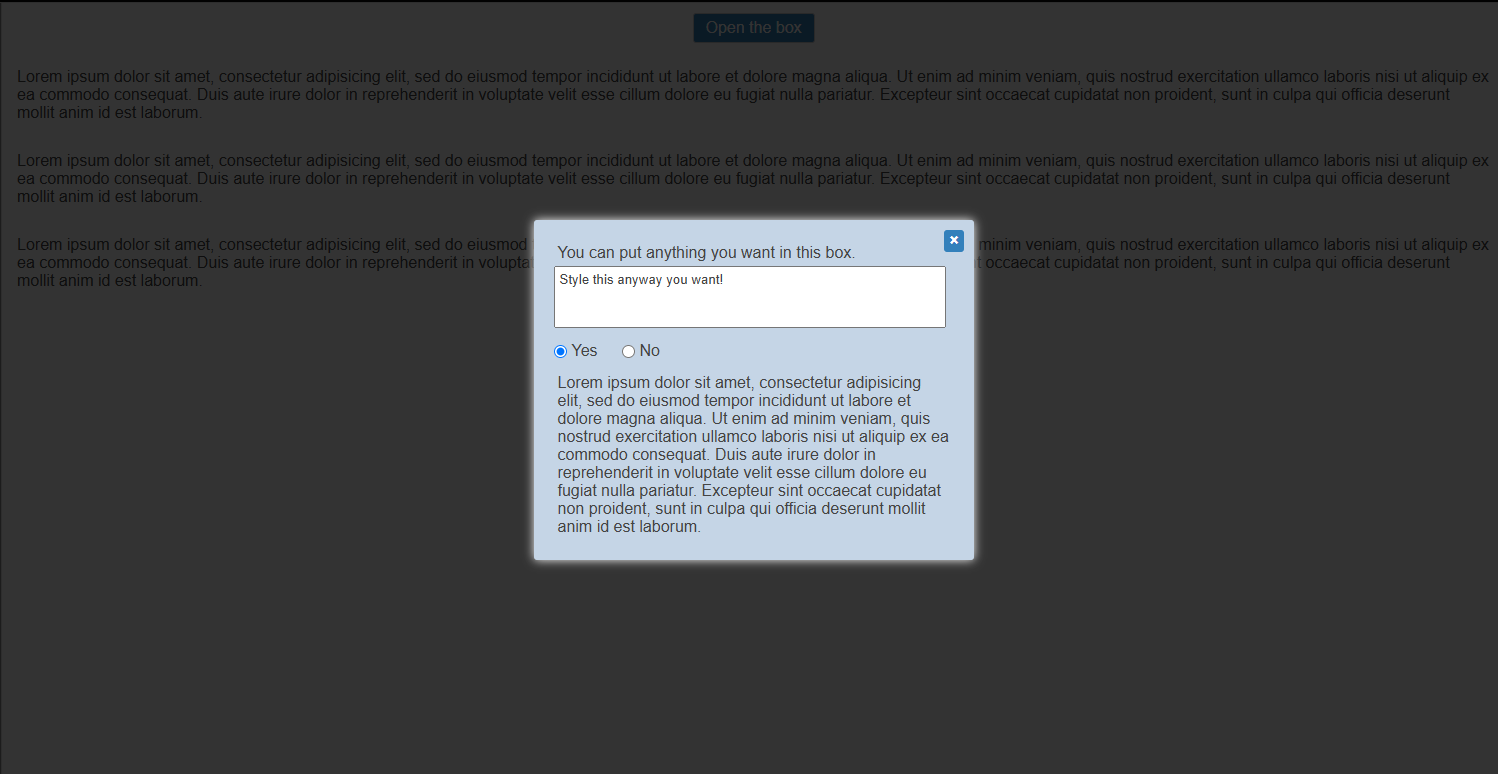 Open the box
Lorem ipsum dolor sit amet, consectetur adipisicing elit, sed do eiusmod tempor incididunt ut labore et dolore magna aliqua. Ut enim ad minim veniam, quis nostrud exercitation ullamco laboris nisi ut aliquip ex
ea commodo consequat. Duis aute irure dolor in reprehenderit in voluptate velit esse cillum dolore eu fugiat nulla pariatur. Excepteur sint occaecat cupidatat non proident, sunt in culpa qui officia deserunt
mollit anim id est laborum.
Lorem ipsum dolor sit amet, consectetur adipisicing elit, sed do eiusmod tempor incididunt ut labore et dolore magna aliqua. Ut enim ad minim veniam, quis nostrud exercitation ullamco laboris nisi ut aliquip ex
ea commodo consequat. Duis aute irure dolor in reprehenderit in voluptate velit esse cillum dolore eu fugiat nulla pariatur. Excepteur sint occaecat cupidatat non proident, sunt in culpa qui officia deserunt
mollit anim id est laborum.
Lorem ipsum dolor sit amet, consectetur adipisicing elit, sed do eiusmod minim veniam, quis nostrud exercitation ullamco laboris nisi ut aliquip ex
ea commodo consequat. Duis aute irure dolor in reprehenderit in occaecat cupidatat non proident, sunt in culpa qui officia deserunt
mollit anim id est laborum.
You can put anything you want in this box.
Style this anyway you want!
Yes No
Lorem ipsum dolor sit amet, consectetur adipisicing
elit, sed do eiusmod tempor incididunt ut labore et
dolore magna aliqua. Ut enim ad minim veniam, quis
nostrud exercitation ullamco laboris nisi ut aliquip ex ea
commodo consequat. Duis aute irure dolor in
reprehenderit in voluptate velit esse cillum dolore eu
fugiat nulla pariatur. Excepteur sint occaecat cupidatat
non proident, sunt in culpa qui officia deserunt mollit
anim id est laborum.